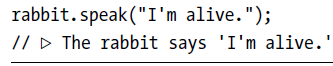 rabbit.speak("I'm alive.");
// ▷ The rabbit says 'I'm alive.'